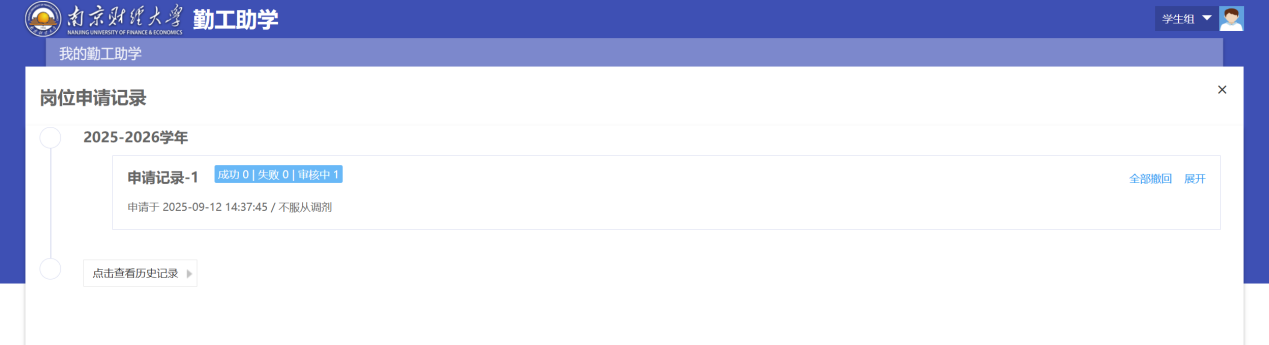 南京财经大学 勤工助学
NANJING UNIVERSITY OF FINANCE & ECONOMICS
学生组
我的勤工助学
岗位申请记录
×
2025-2026学年
申请记录-1 成功 0 | 失败 0 | 审核中 1
全部撤回 展开
申请于 2025-09-12 14:37:45 / 不服从调剂
点击查看历史记录